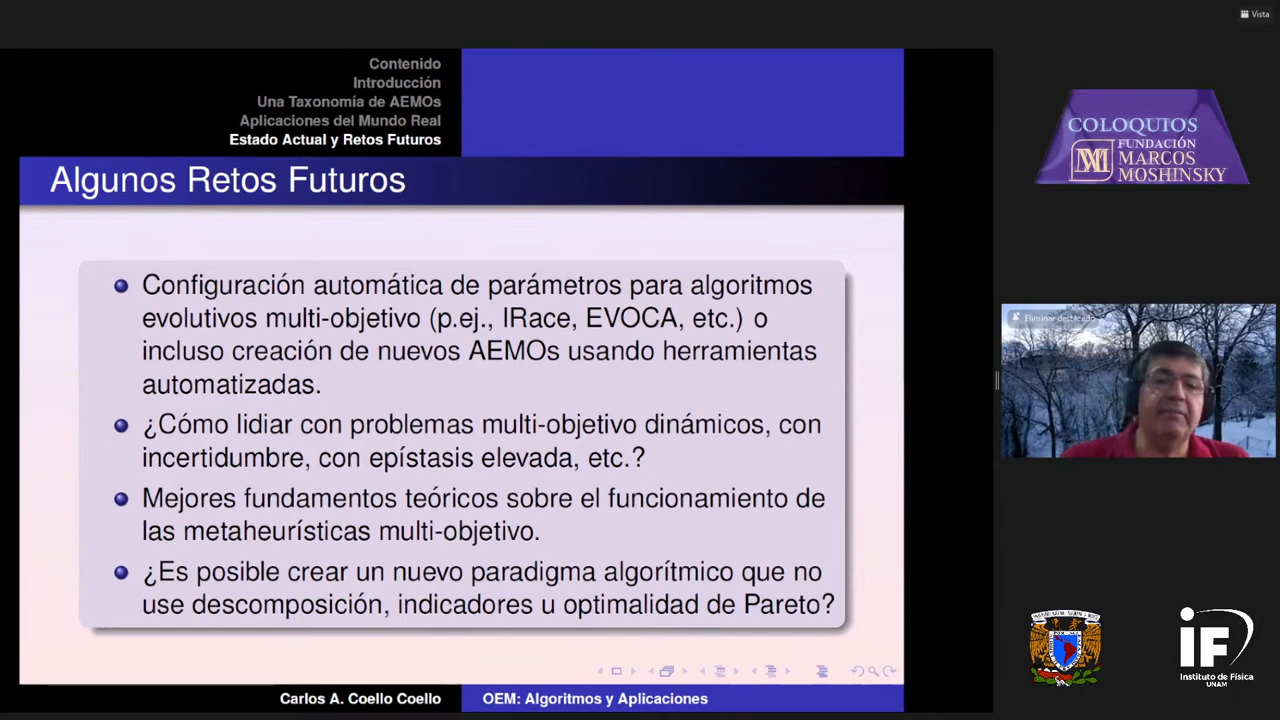 Vista
Contenido
Introducción
Una Taxonomía de AEMOs
Aplicaciones del Mundo Real
Estado Actual y Retos Futuros
Algunos Retos Futuros
Configuración automática de parámetros para algoritmos
evolutivos multi-objetivo (p.ej., IRace, EVOCA, etc.) o
incluso creación de nuevos AEMOs usando herramientas
automatizadas.
¿Cómo lidiar con problemas multi-objetivo dinámicos, con
incertidumbre, con epístasis elevada, etc.?
Mejores fundamentos teóricos sobre el funcionamiento de
las metaheurísticas multi-objetivo.
¿Es posible crear un nuevo paradigma algorítmico que no
use descomposición, indicadores u optimalidad de Pareto?
Carlos A. Coello Coello
OEM: Algoritmos y Aplicaciones
COLOQUIOS
FUNDACIÓN
MARCOS
MOSHINSKY
Eliminar destacado
iF
Instituto de Física
UNAM